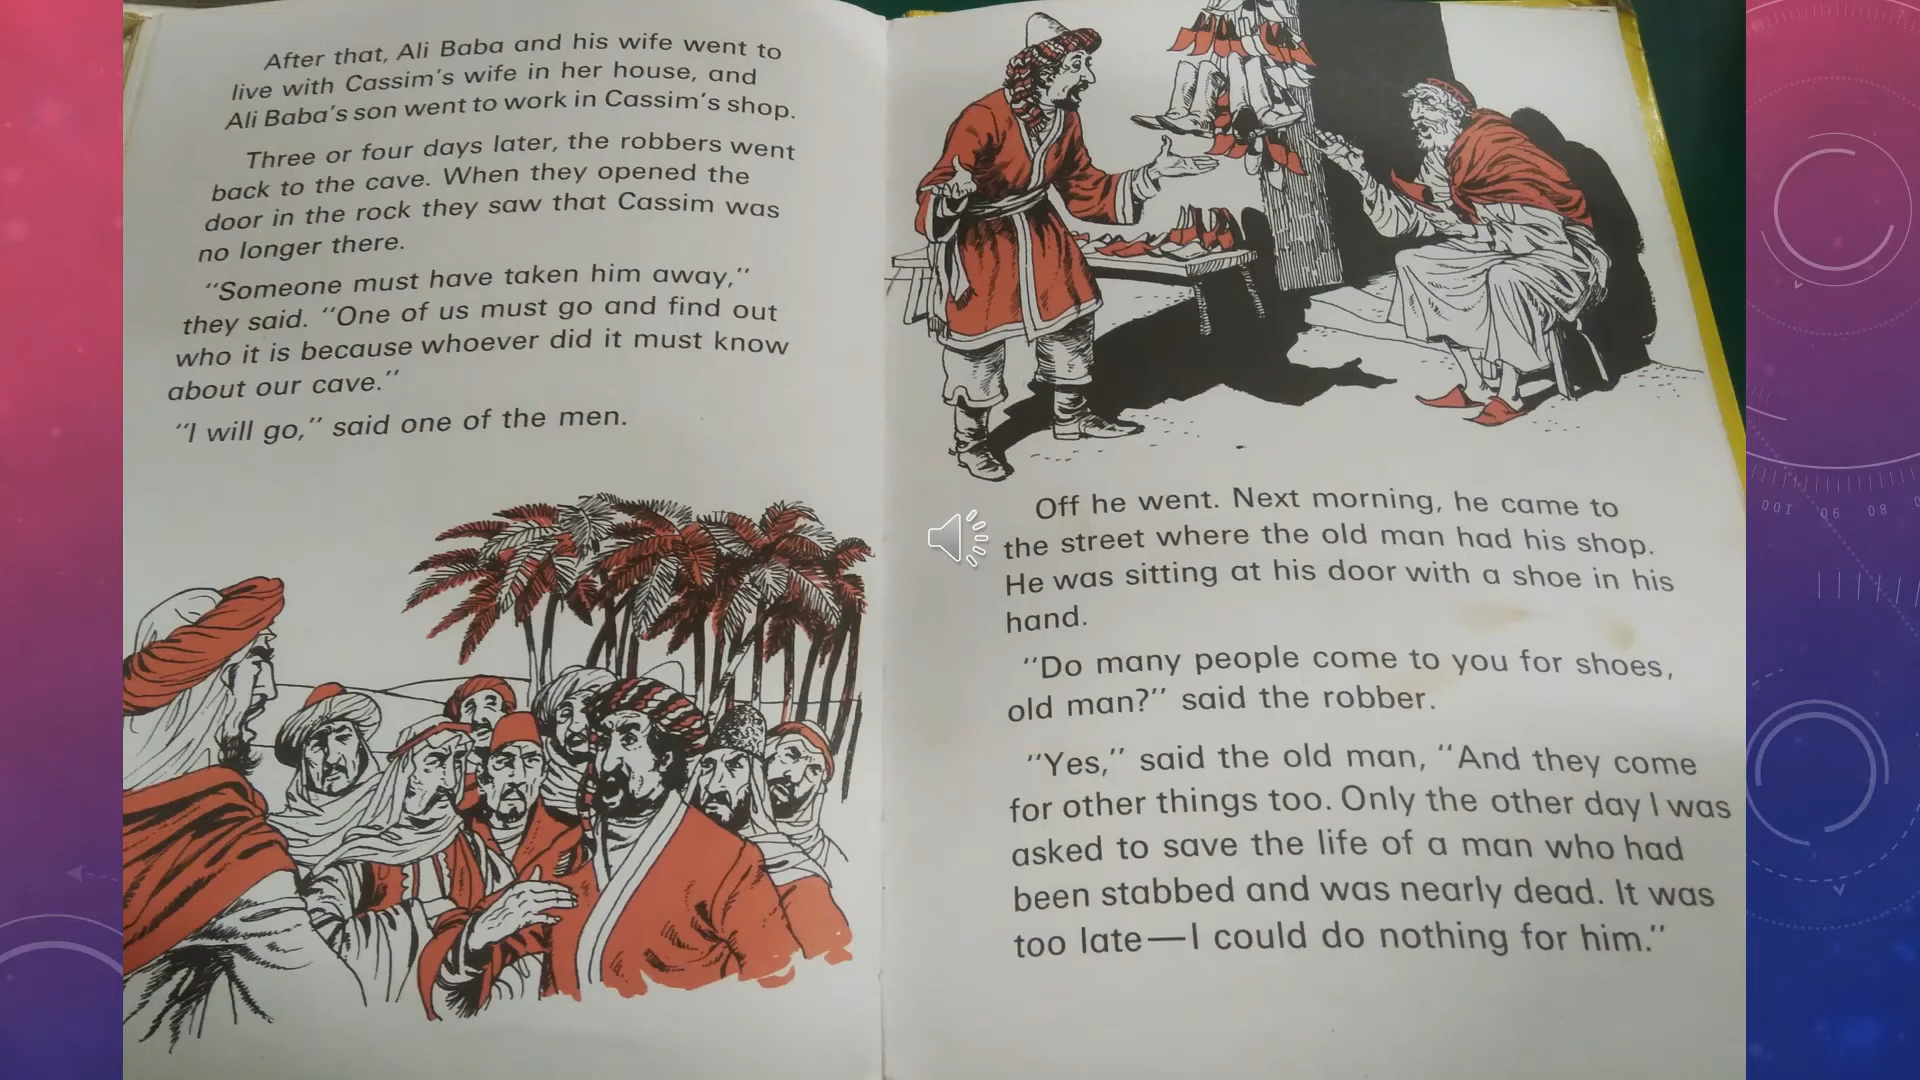 After that, Ali Baba and his wife went to
live with Cassim's wife in her house, and
Ali Baba's son went to work in Cassim's shop.
Three or four days later, the robbers went
back to the cave. When they opened the
door in the rock they saw that Cassim was
no longer there.
"Someone must have taken him away,"
they said. "One of us must go and find out
who it is because whoever did it must know
about our cave."
"I will go," said one of the men.
Off he went. Next morning, he came to
the street where the old man had his shop.
He was sitting at his door with a shoe in his
hand.
"Do many people come to you for shoes,
old man?" said the robber.
"Yes," said the old man, "And they come
for other things too. Only the other day I was
asked to save the life of a man who had
been stabbed and was nearly dead. It was
too late—I could do nothing for him."
100 90 80